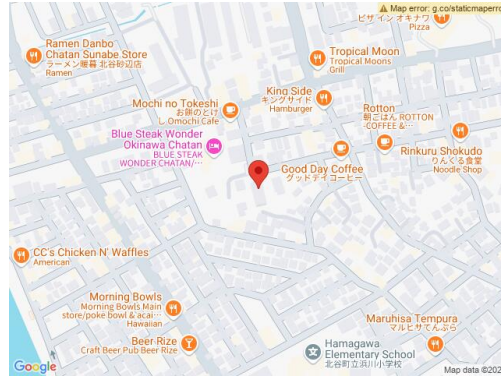 Map error: g.co/staticmaperro
ピザ イン オキナワ
Pizza
Ramen Danbo
Chatan Sunabe Store
ラーメン暖暮 北谷砂辺店
Ramen
Tropical Moon
Tropical Moons
Grill
King Side
キングサイド
Hamburger
Mochi no Tokeshi
お餅のとけ
し Omochi Cafe
Rotton
朝ごはん ROTTON
-COFFEE &…
Blue Steak Wonder
Okinawa Chatan
BLUE STEAK
WONDER CHATAN/…
Rinkuru Shokudo
りんくる食堂
Noodle Shop
Good Day Coffee
グッドデイコーヒー
CC's Chicken N' Waffles
American
Morning Bowls
Morning Bowls Main
store/poke bowl & acai…
Hawaiian
Maruhisa Tempura
マルヒサてんぷら
Beer Rize
Craft Beer Pub Beer Rize
Hamagawa
Elementary School
北谷町立浜川小学校
Google
Map data ©202